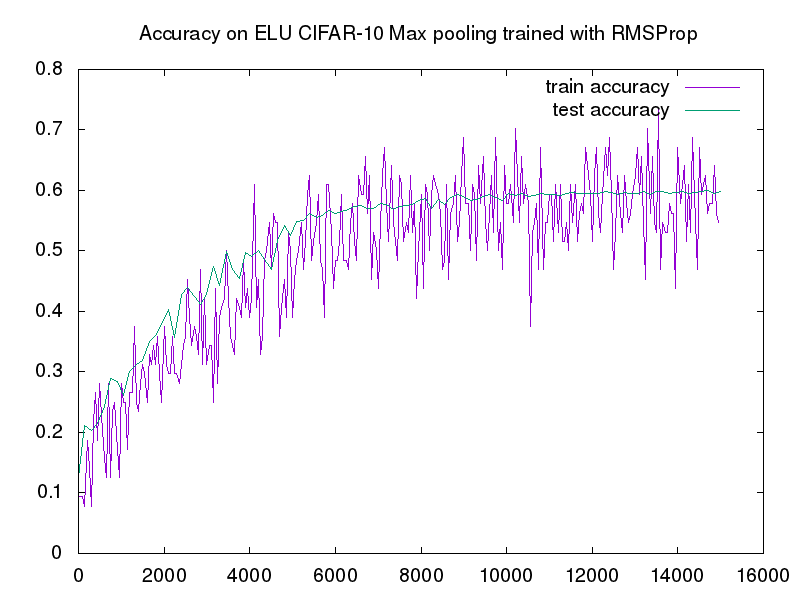 Accuracy on ELU CIFAR-10 Max pooling trained with RMSProp
train accuracy
test accuracy
0.8
0.7
0.6
0.5
0.4
0.3
0.2
0.1
0
0 2000 4000 6000 8000 10000 12000 14000 16000